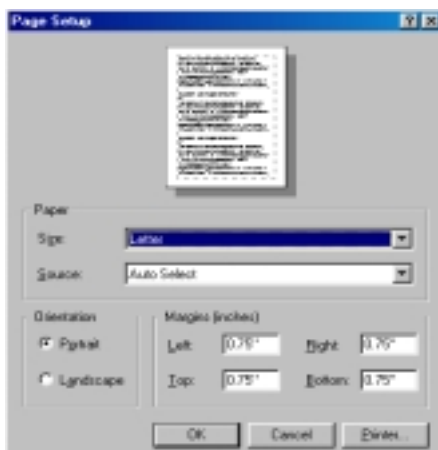 Page Setup
Paper
Size: Letter
Source: Auto Select
Orientation
Portrait
Landscape
Margins (inches)
Left: 0.75" Right: 0.75"
Top: 0.75" Bottom: 0.75"
OK Cancel Printer...